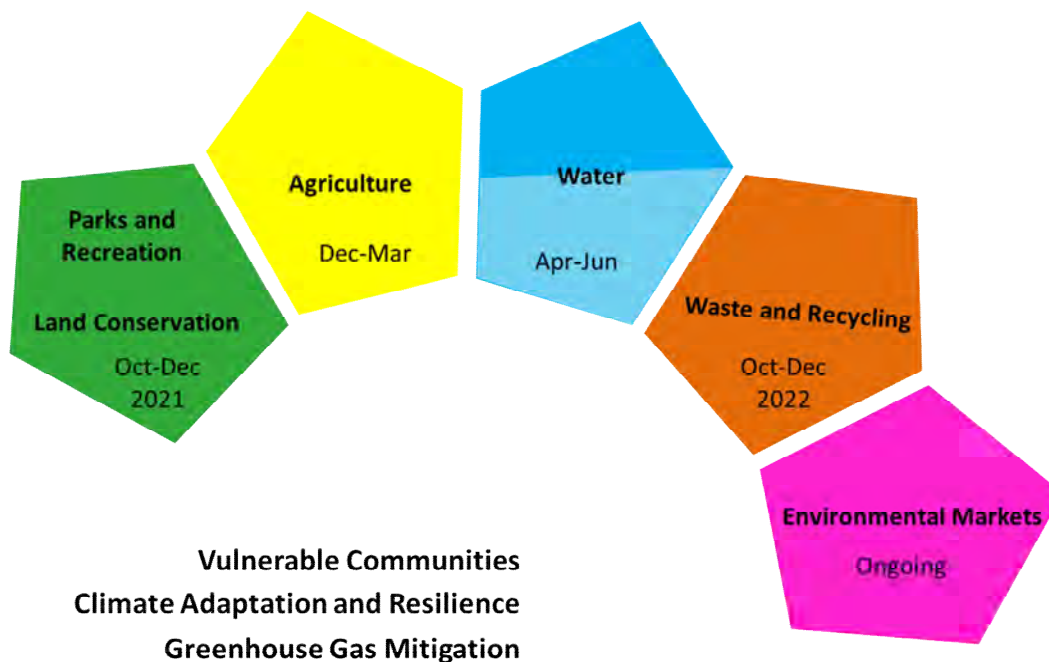 Parks and
Recreation
Land Conservation
Oct-Dec
2021
Agriculture
Dec-Mar
Water
Apr-Jun
Waste and Recycling
Oct-Dec
2022
Environmental Markets
Ongoing
Vulnerable Communities
Climate Adaptation and Resilience
Greenhouse Gas Mitigation